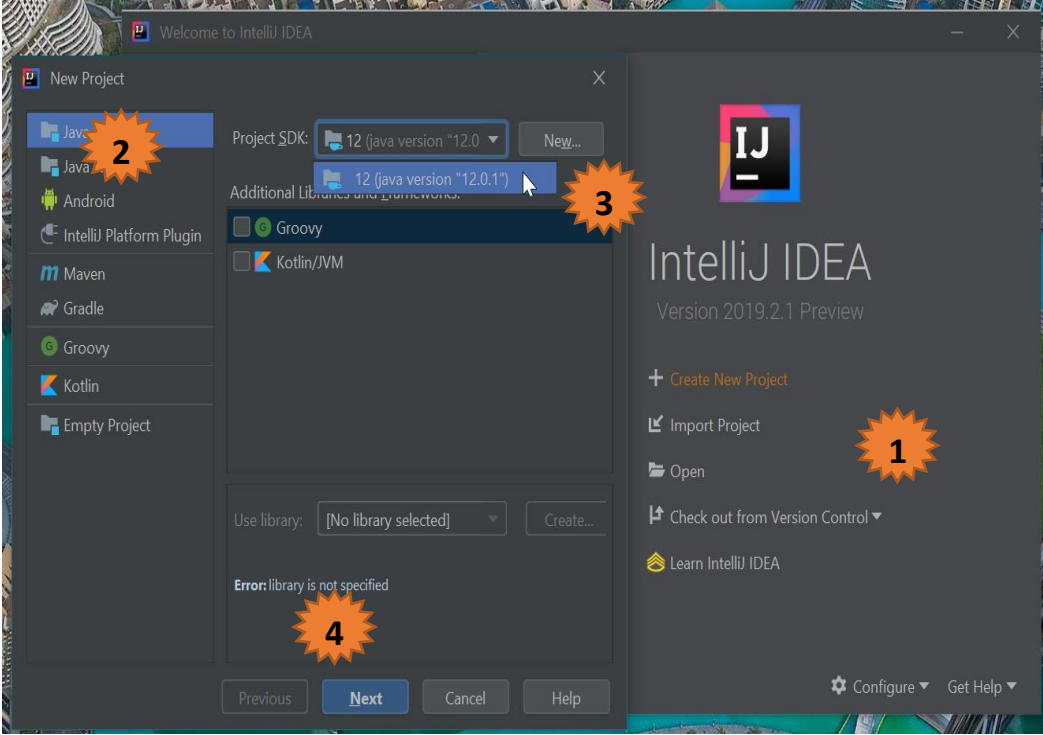 Welcome to IntelliJ IDEA
New Project
Java
Java
Android
IntelliJ Platform Plugin
Maven
Gradle
Groovy
Kotlin
Empty Project
2
Project SDK:
12 (java version "12.0
New...
12 (java version "12.0.1")
3
Additional Libraries and Frameworks:
Groovy
Kotlin/JVM
Use library:
[No library selected]
Create...
Error: library is not specified
4
Previous
Next
Cancel
Help
IJ
IntelliJ IDEA
Version 2019.2.1 Preview
Create New Project
Import Project
Open
Check out from Version Control
Learn IntelliJ IDEA
1
Configure
Get Help